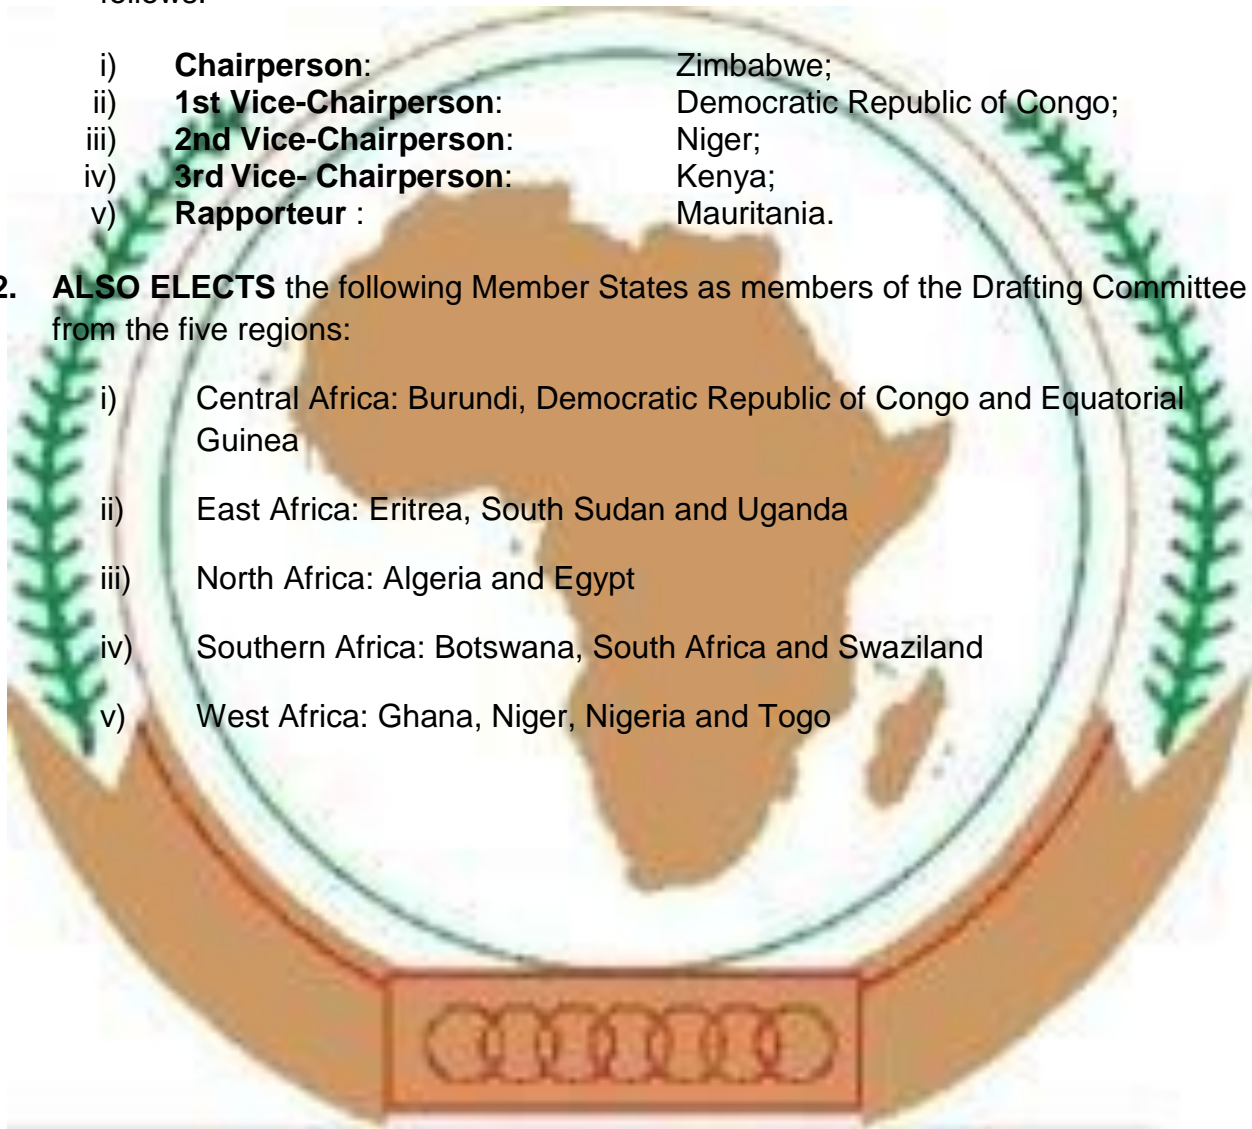 follows:
i) Chairperson: Zimbabwe;
ii) 1st Vice-Chairperson: Democratic Republic of Congo;
iii) 2nd Vice-Chairperson: Niger;
iv) 3rd Vice- Chairperson: Kenya;
v) Rapporteur : Mauritania.
2. ALSO ELECTS the following Member States as members of the Drafting Committee
from the five regions:
i) Central Africa: Burundi, Democratic Republic of Congo and Equatorial
Guinea
ii) East Africa: Eritrea, South Sudan and Uganda
iii) North Africa: Algeria and Egypt
iv) Southern Africa: Botswana, South Africa and Swaziland
v) West Africa: Ghana, Niger, Nigeria and Togo